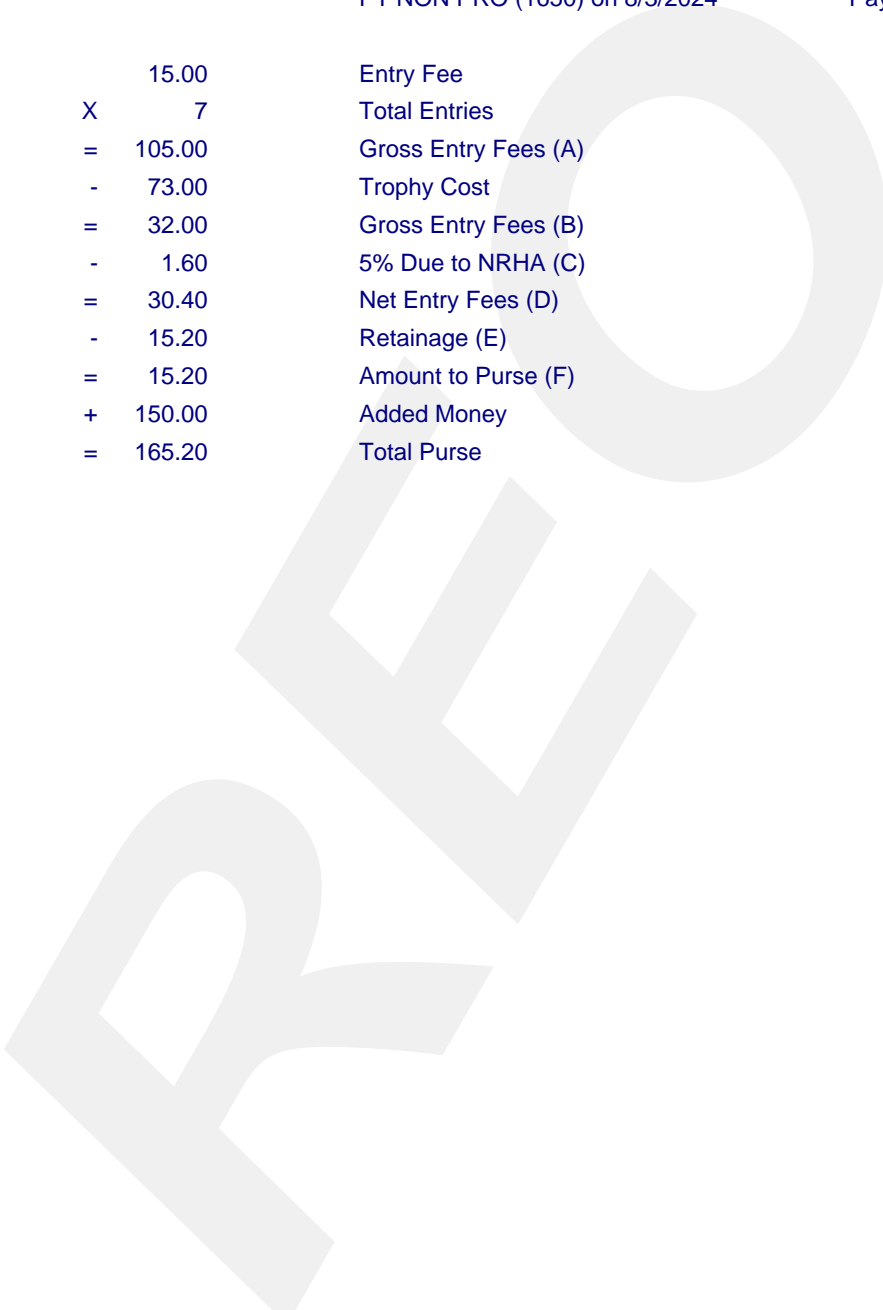 15.00 Entry Fee
X 7 Total Entries
= 105.00 Gross Entry Fees (A)
- 73.00 Trophy Cost
= 32.00 Gross Entry Fees (B)
- 1.60 5% Due to NRHA (C)
= 30.40 Net Entry Fees (D)
- 15.20 Retainage (E)
= 15.20 Amount to Purse (F)
+ 150.00 Added Money
= 165.20 Total Purse
REO